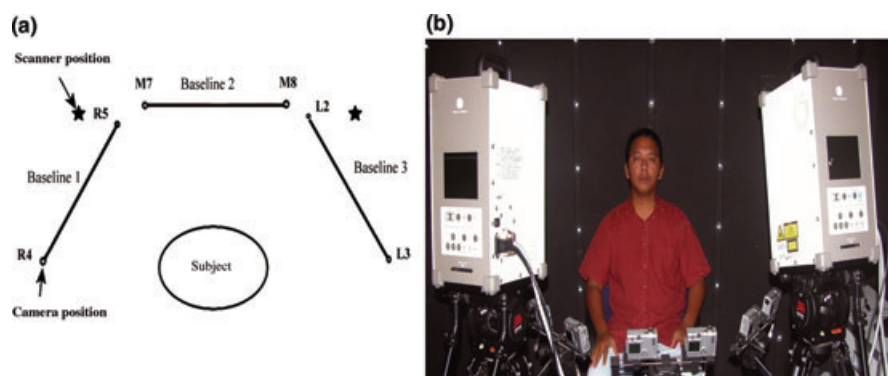 (a)
Scanner position
M7
Baseline 2
M8
R5
L2
Baseline 1
Baseline 3
R4
Subject
L3
Camera position
(b)